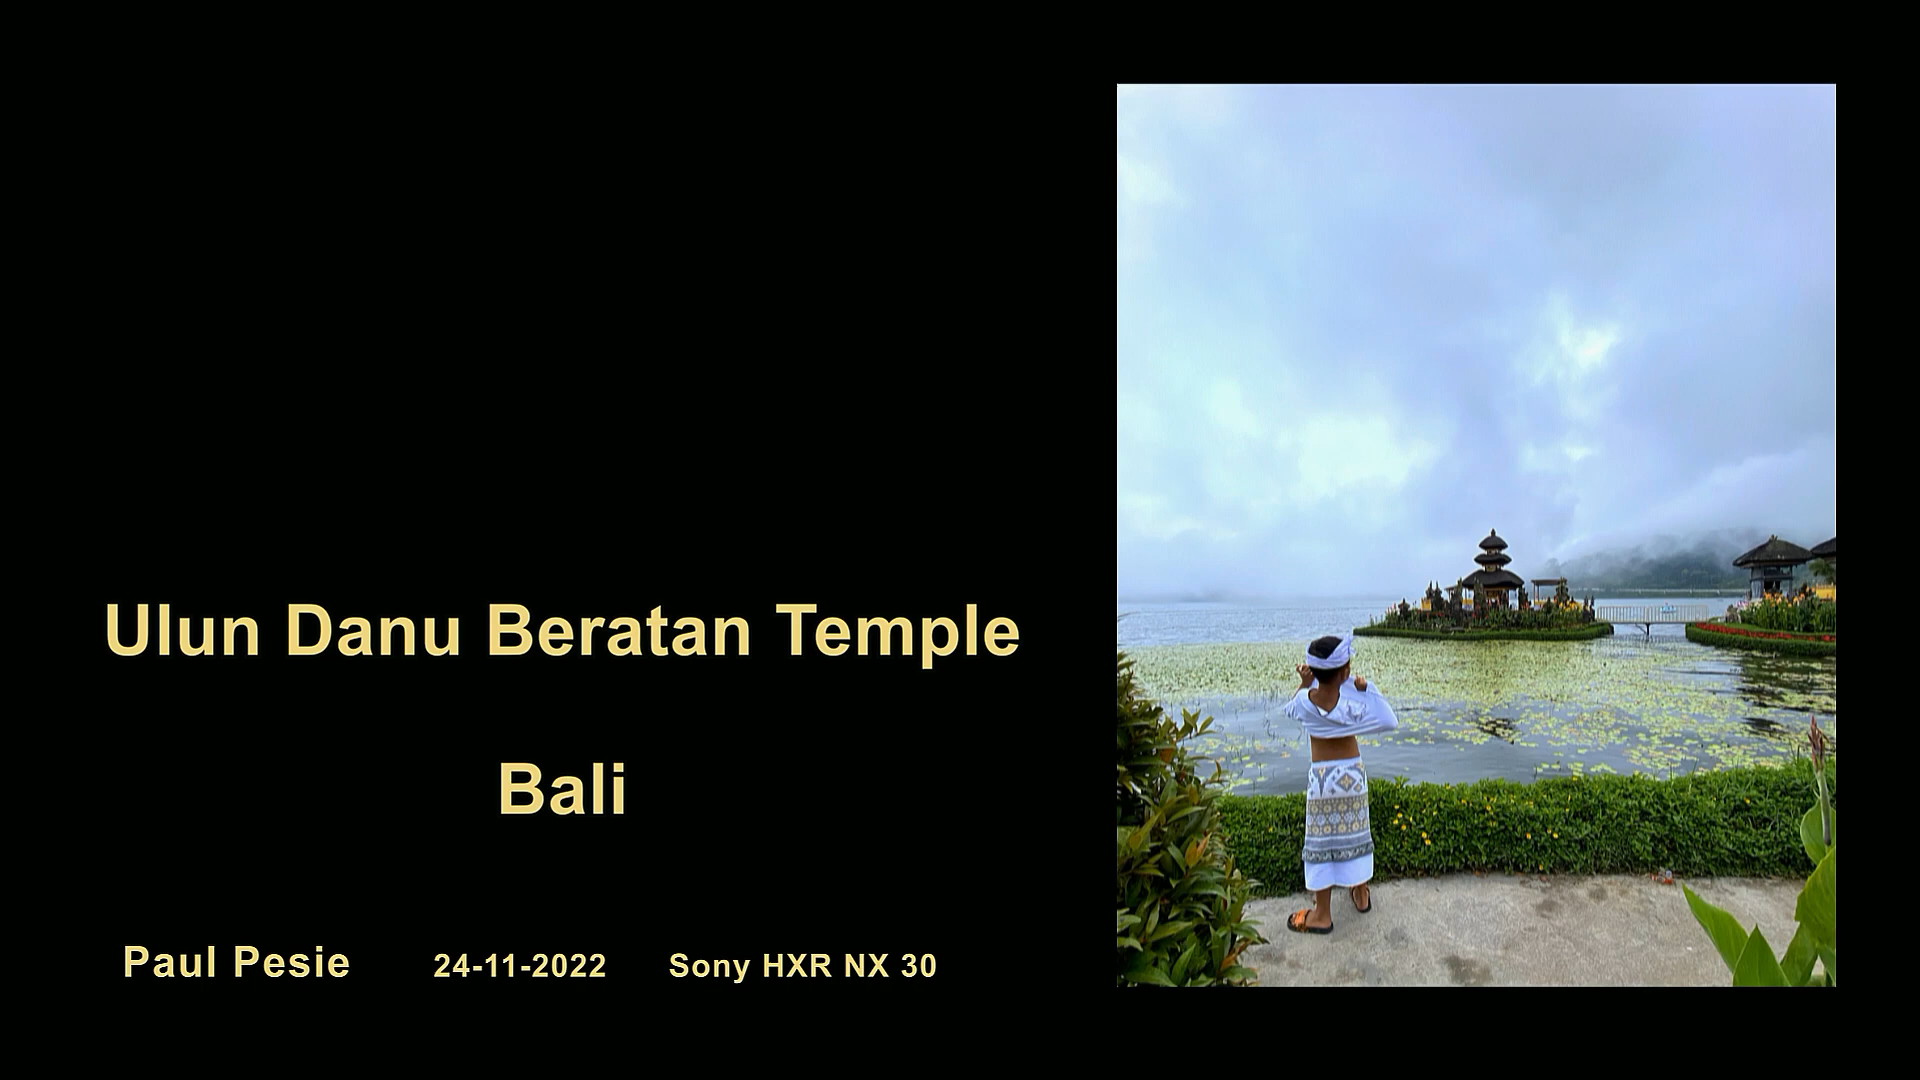 Ulun Danu Beratan Temple
Bali
Paul Pesie 24-11-2022 Sony HXR NX 30